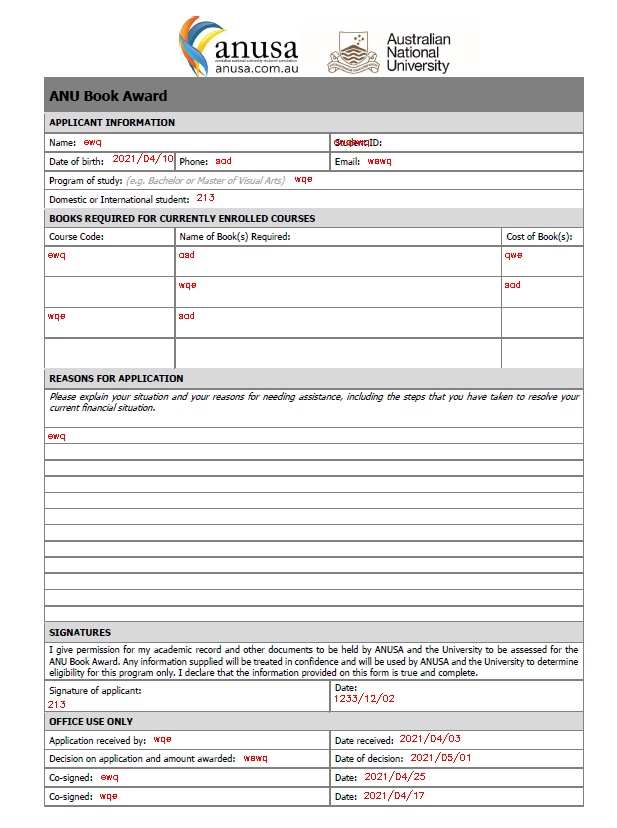 anusa
australian national university students' association
anusa.com.au
Australian
National
University
ANU Book Award
APPLICANT INFORMATION
Name: ewq Student ID:
Date of birth: 2021/04/10 Phone: sad Email: wewq
Program of study: (e.g. Bachelor or Master of Visual Arts) wqe
Domestic or International student: 213
BOOKS REQUIRED FOR CURRENTLY ENROLLED COURSES
Course Code: Name of Book(s) Required: Cost of Book(s):
ewq asd qwe
wqe sad
wqe sad
REASONS FOR APPLICATION
Please explain your situation and your reasons for needing assistance, including the steps that you have taken to resolve your
current financial situation.
ewq
SIGNATURES
I give permission for my academic record and other documents to be held by ANUSA and the University to be assessed for the
ANU Book Award. Any information supplied will be treated in confidence and will be used by ANUSA and the University to determine
eligibility for this program only. I declare that the information provided on this form is true and complete.
Signature of applicant: Date:
213 1233/12/02
OFFICE USE ONLY
Application received by: wqe Date received: 2021/04/03
Decision on application and amount awarded: wewq Date of decision: 2021/05/01
Co-signed: ewq Date: 2021/04/25
Co-signed: wqe Date: 2021/04/17